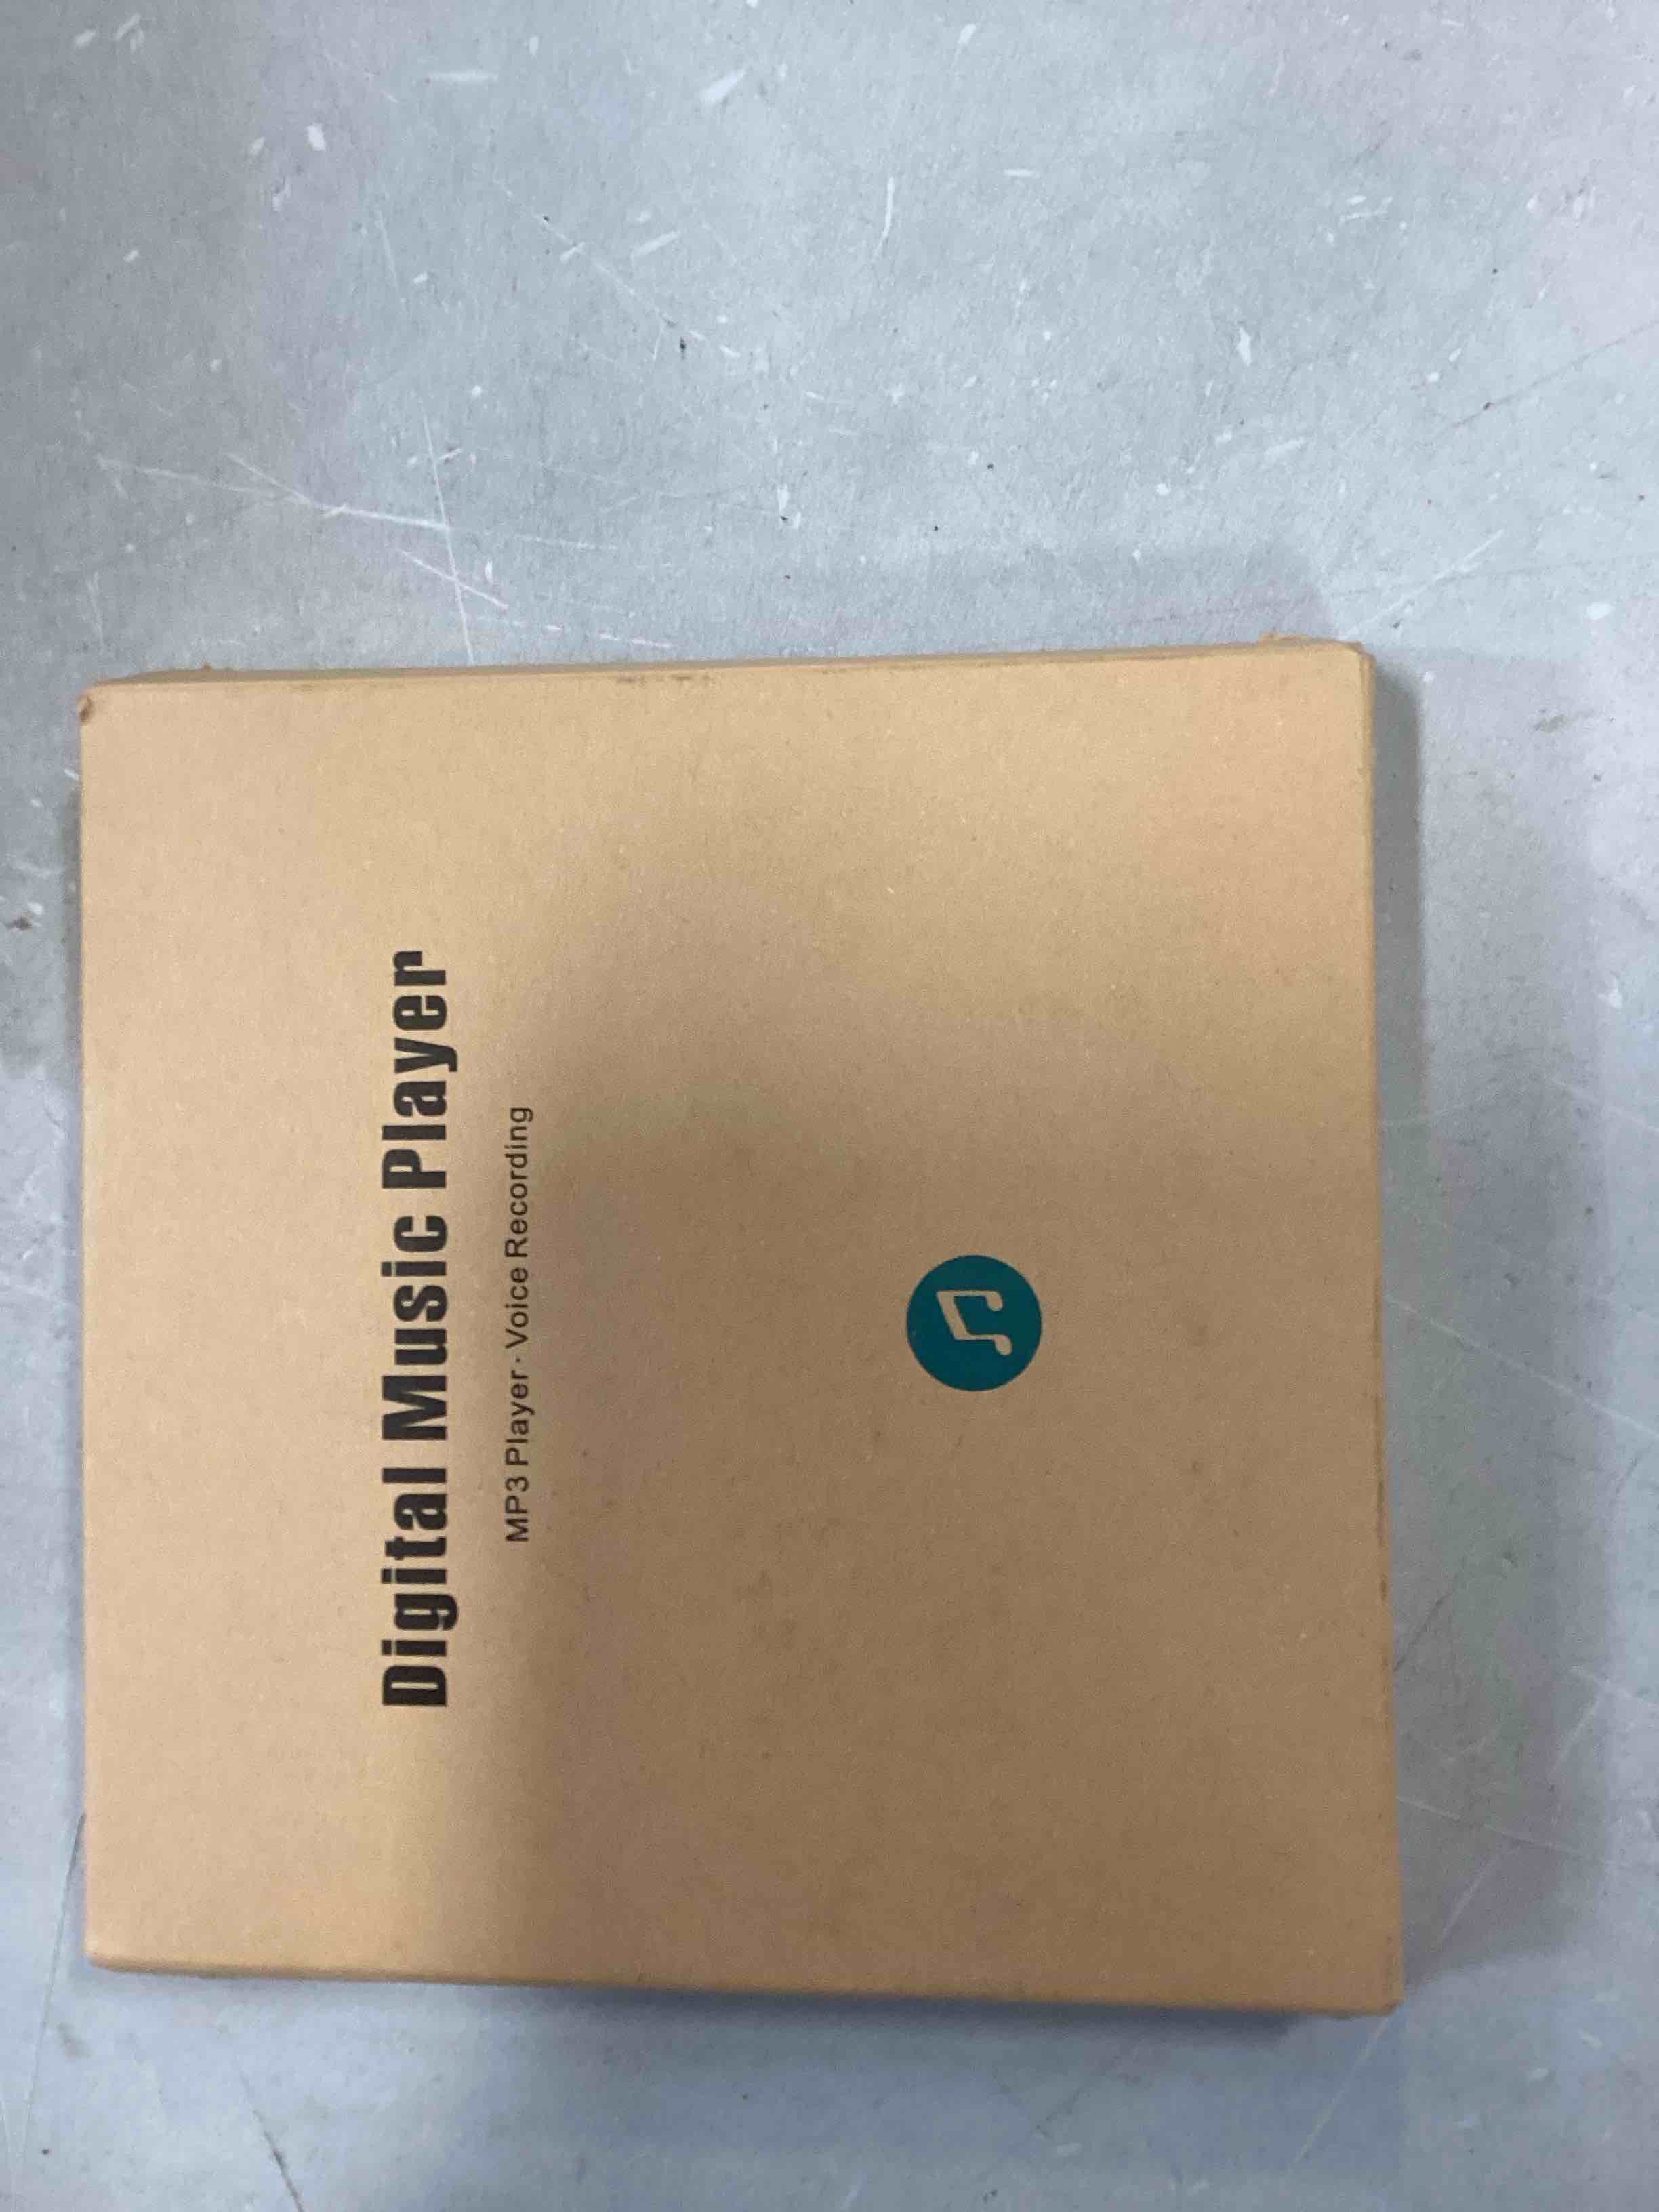 Digital Music Player
MP3 Player · Voice Recording